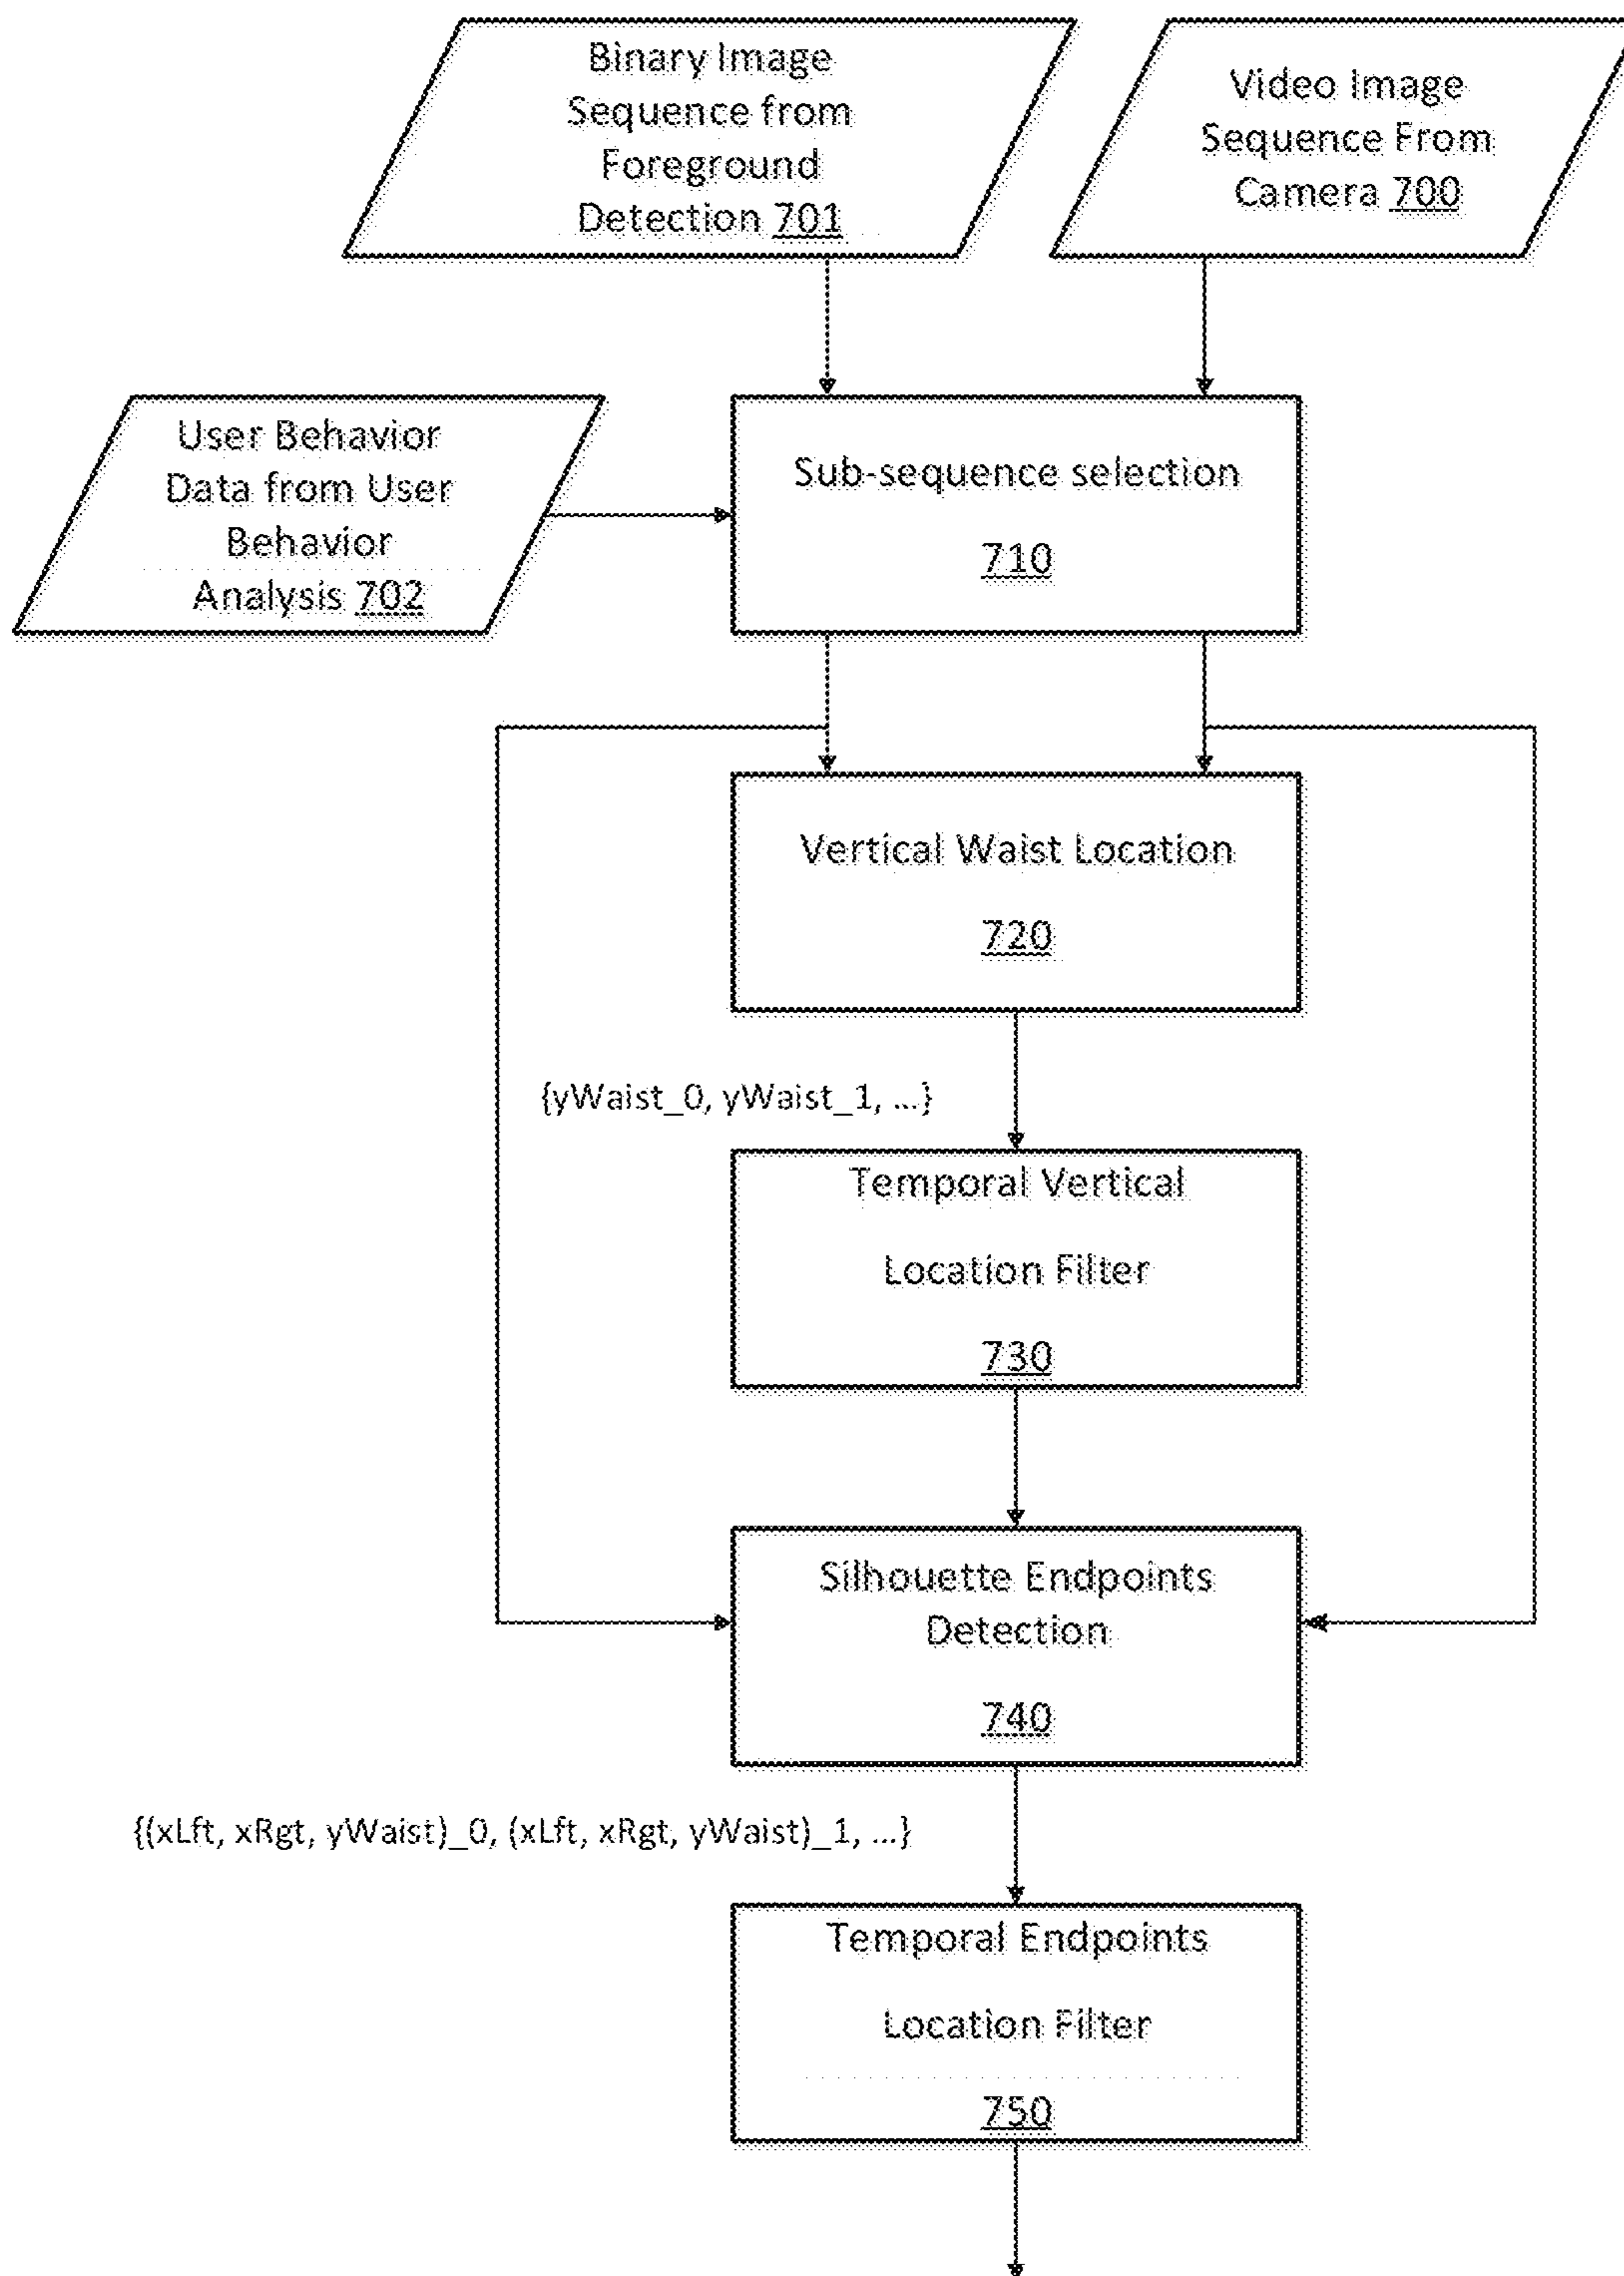 Binary Image
Sequence from
Foreground
Detection 701
Video Image
Sequence From
Camera 700
User Behavior
Data from User
Behavior
Analysis 702
Sub-sequence selection
710
Vertical Waist Location
720
{yWaist_0, yWaist_1, ...}
Temporal Vertical
Location Filter
730
Silhouette Endpoints
Detection
740
{(xLft, xRgt, yWaist)_0, (xLft, xRgt, yWaist)_1, ...}
Temporal Endpoints
Location Filter
750